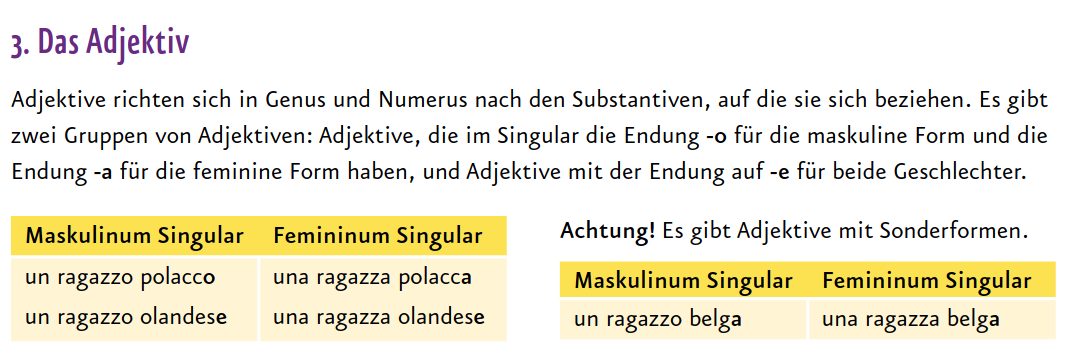 3. Das Adjektiv
Adjektive richten sich in Genus und Numerus nach den Substantiven, auf die sie sich beziehen. Es gibt
zwei Gruppen von Adjektiven: Adjektive, die im Singular die Endung -o für die maskuline Form und die
Endung -a für die feminine Form haben, und Adjektive mit der Endung auf -e für beide Geschlechter.
Maskulinum Singular Femininum Singular
un ragazzo polacco una ragazza polacca
un ragazzo olandese una ragazza olandese
Achtung! Es gibt Adjektive mit Sonderformen.
Maskulinum Singular Femininum Singular
un ragazzo belga una ragazza belga